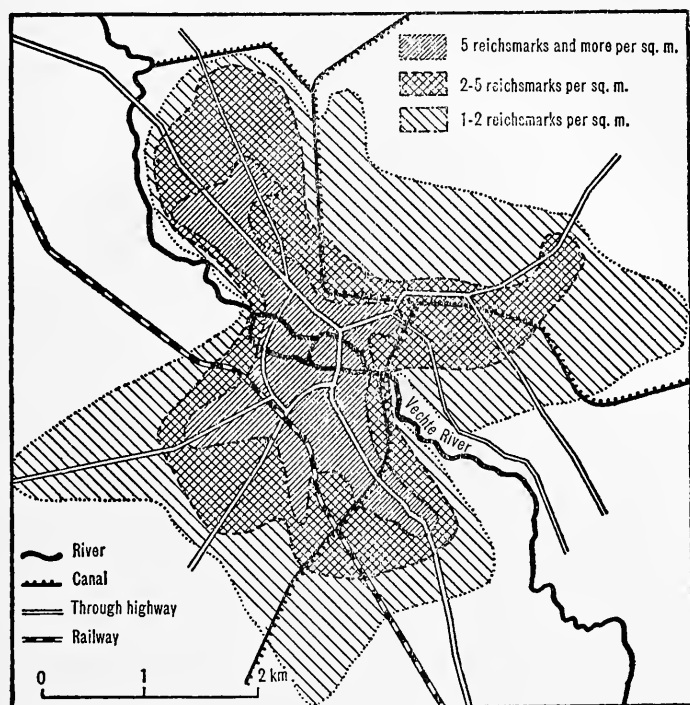 5 reichsmarks and more per sq. m.
2-5 reichsmarks per sq. m.
1-2 reichsmarks per sq. m.
Vechte River
River
Canal
Through highway
Railway
0 1 2 km